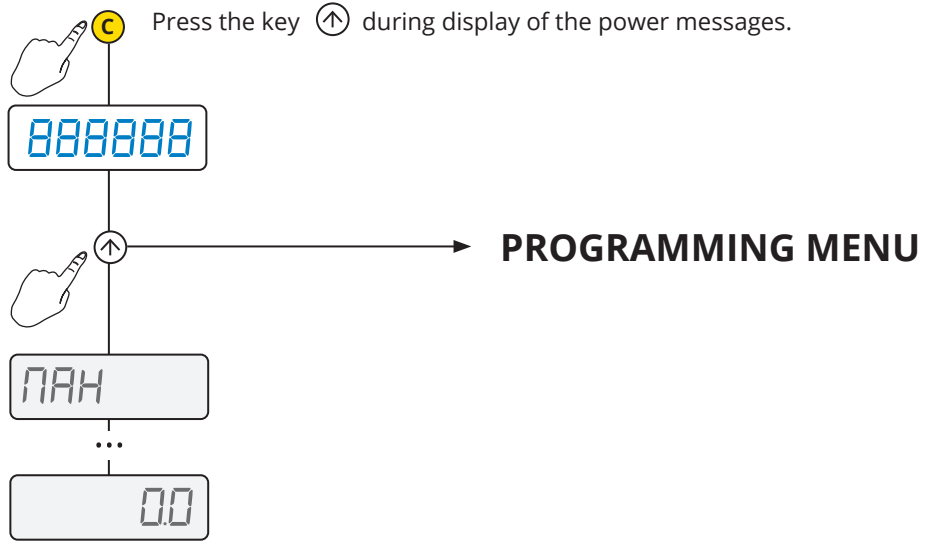 C Press the key ↑ during display of the power messages.
888888
↑ PROGRAMMING MENU
ПAH
...
0.0